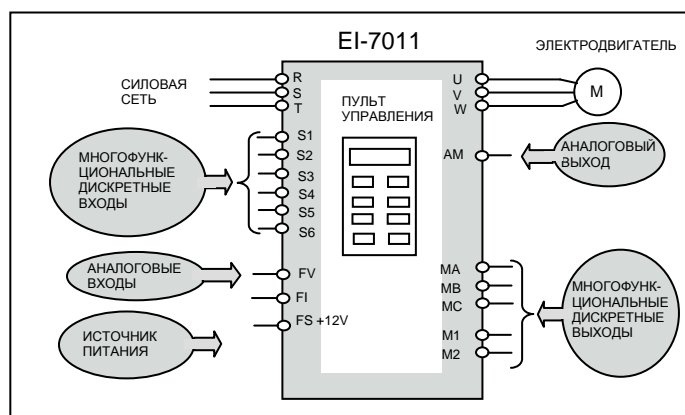 EI-7011
ЭЛЕКТРОДВИГАТЕЛЬ
СИЛОВАЯ
СЕТЬ
R
S
T
ПУЛЬТ
УПРАВЛЕНИЯ
U
V
W
М
МНОГОФУНК-
ЦИОНАЛЬНЫЕ
ДИСКРЕТНЫЕ
ВХОДЫ
S1
S2
S3
S4
S5
S6
AM
АНАЛОГОВЫЙ
ВЫХОД
АНАЛОГОВЫЕ
ВХОДЫ
FV
FI
ИСТОЧНИК
ПИТАНИЯ
FS +12V
MA
MB
MC
M1
M2
МНОГОФУНК-
ЦИОНАЛЬНЫЕ
ДИСКРЕТНЫЕ
ВЫХОДЫ